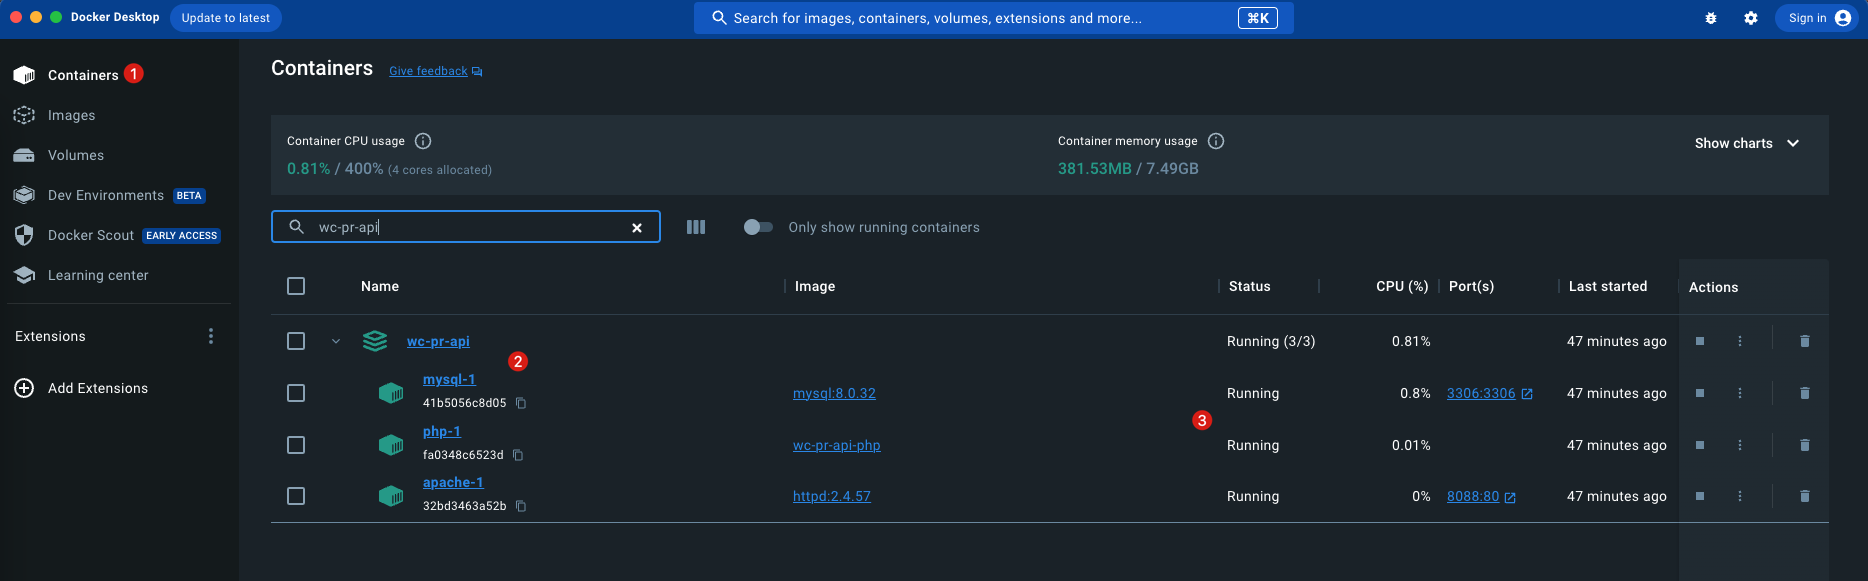 Docker Desktop Update to latest Search for images, containers, volumes, extensions and more... ⌘K Sign in
Containers 1
Images
Volumes
Dev Environments BETA
Docker Scout EARLY ACCESS
Learning center
Extensions
Add Extensions
Containers Give feedback
Container CPU usage
0.81% / 400% (4 cores allocated)
Container memory usage
381.53MB / 7.49GB
Show charts
wc-pr-api
Only show running containers
Name Image Status CPU (%) Port(s) Last started Actions
wc-pr-api Running (3/3) 0.81% 47 minutes ago
2
mysql-1
41b5056c8d05
mysql:8.0.32 Running 0.8% 3306:3306 47 minutes ago
3
php-1
fa0348c6523d
wc-pr-api-php Running 0.01% 47 minutes ago
apache-1
32bd3463a52b
httpd:2.4.57 Running 0% 8088:80 47 minutes ago